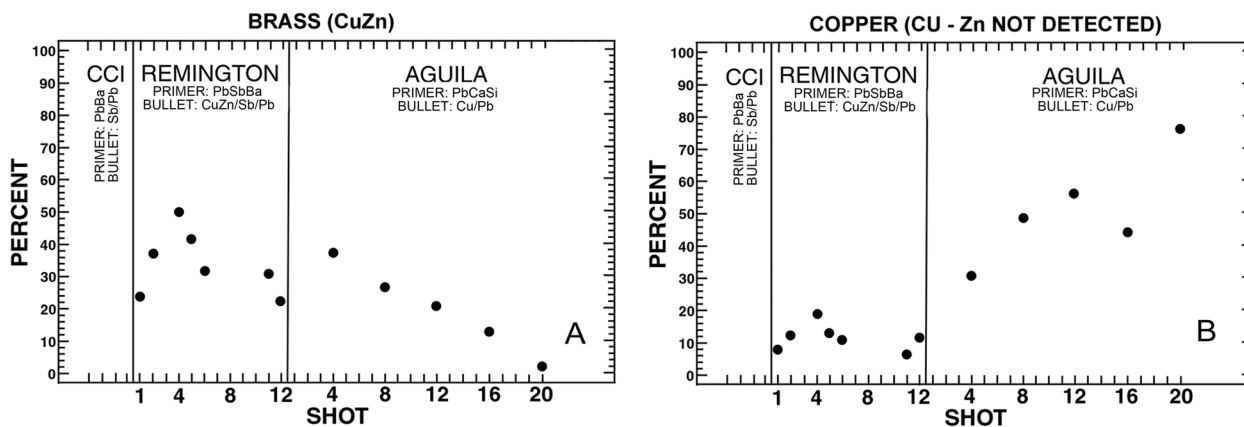 BRASS (CuZn)
100
90
80
70
60
50
40
30
20
10
0
PERCENT
CCI
PRIMER: PbBa
BULLET: Sb/Pb
REMINGTON
PRIMER: PbSbBa
BULLET: CuZn/Sb/Pb
AGUILA
PRIMER: PbCaSi
BULLET: Cu/Pb
A
1 4 8 12 4 8 12 16 20
SHOT
COPPER (CU - Zn NOT DETECTED)
100
90
80
70
60
50
40
30
20
10
0
PERCENT
CCI
PRIMER: PbBa
BULLET: Sb/Pb
REMINGTON
PRIMER: PbSbBa
BULLET: CuZn/Sb/Pb
AGUILA
PRIMER: PbCaSi
BULLET: Cu/Pb
B
1 4 8 12 4 8 12 16 20
SHOT